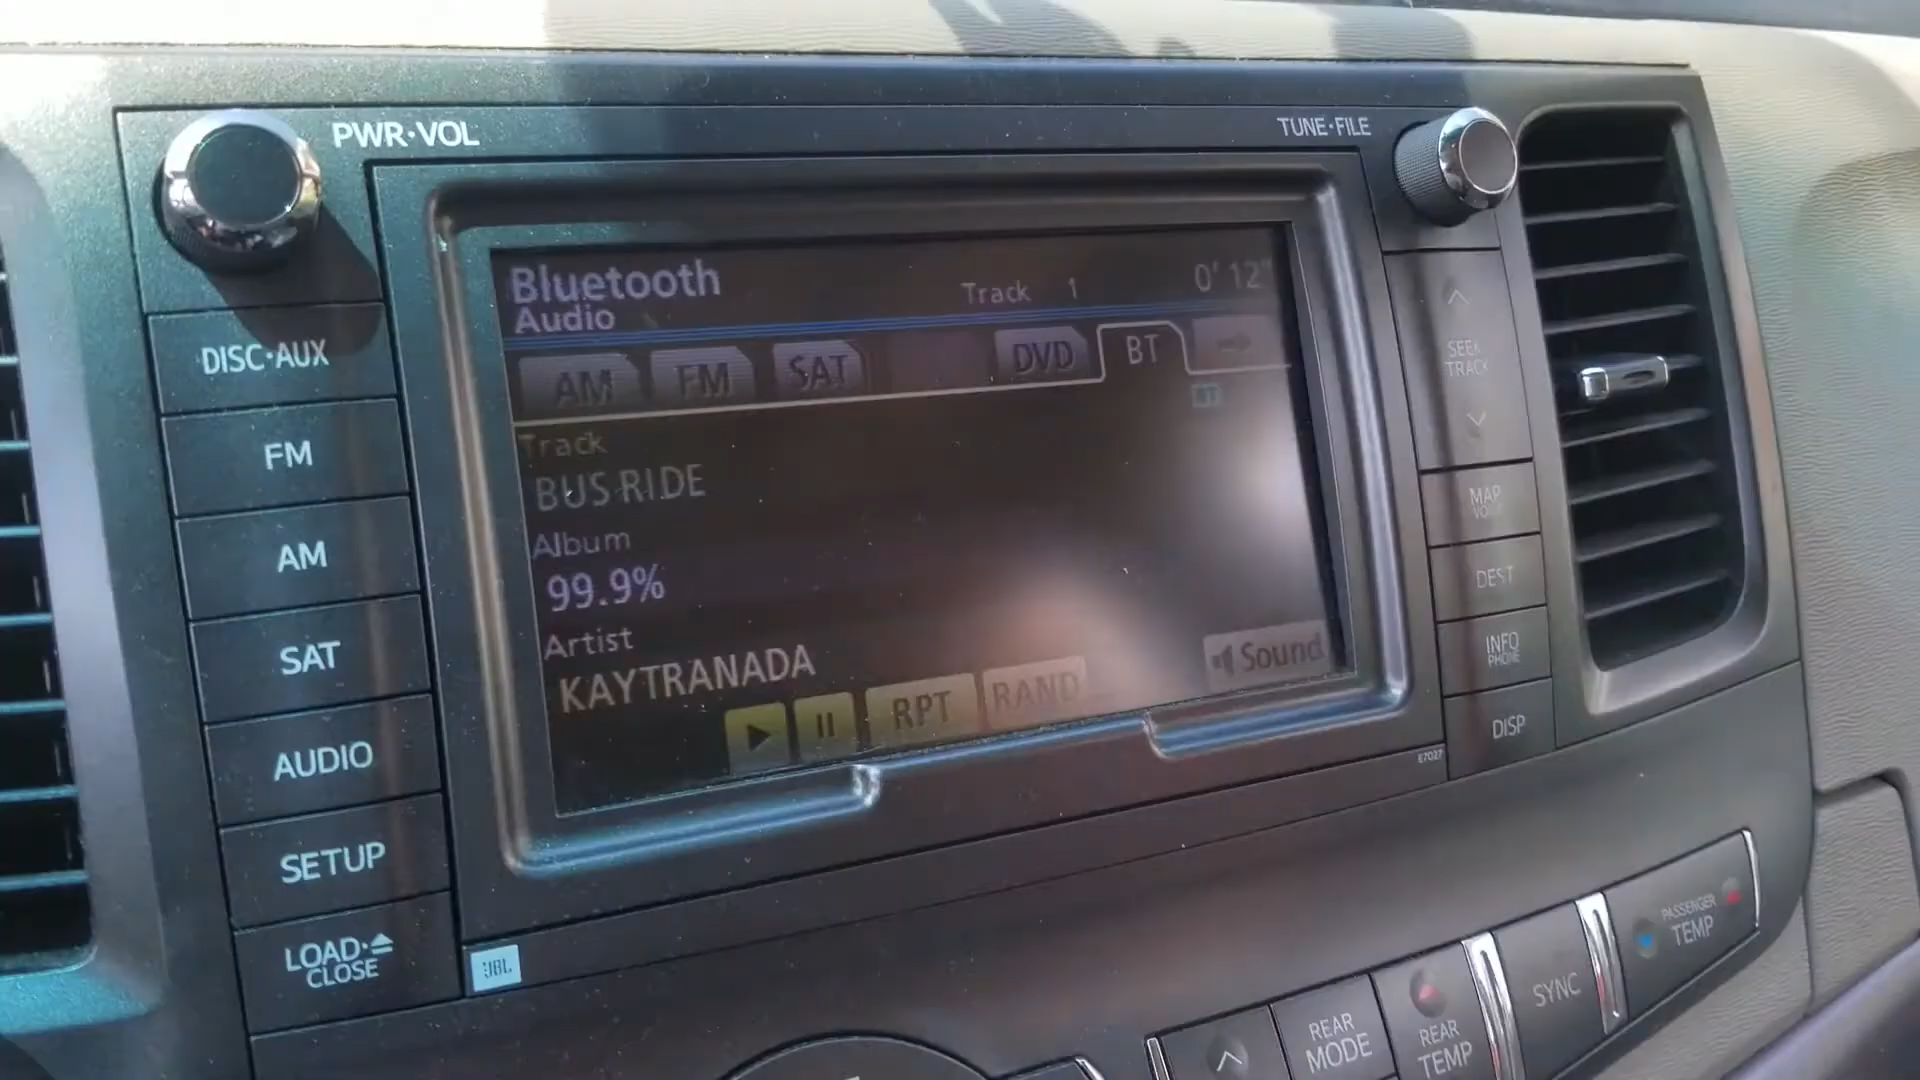 PWR·VOL
TUNE·FILE
Bluetooth
Audio
Track 1 0' 12"
AM FM SAT DVD BT
BT
Track
BUS RIDE
Album
99.9%
Artist
KAYTRANADA
RPT RAND Sound
DISC·AUX
FM
AM
SAT
AUDIO
SETUP
LOAD·
CLOSE
JBL
SEEK
TRACK
MAP
VOICE
DEST
INFO
PHONE
DISP
E7027
REAR
MODE
REAR
TEMP
SYNC
PASSENGER
TEMP